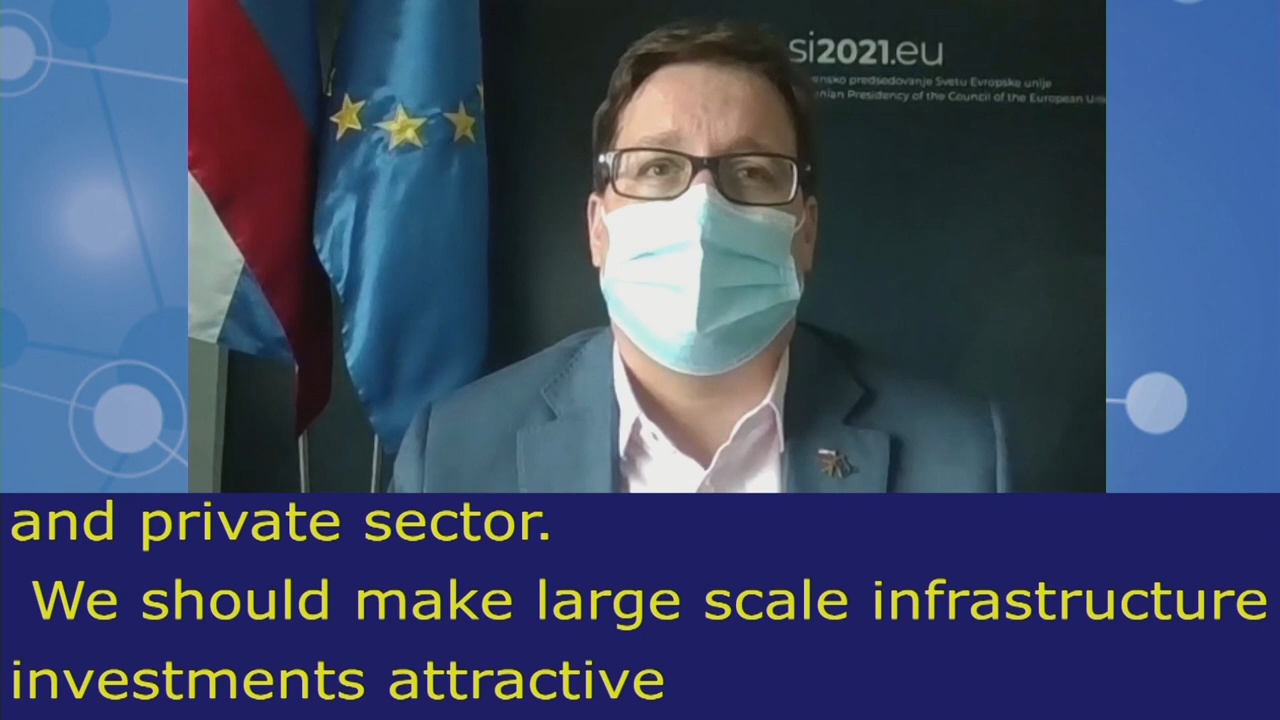 si2021.eu
predsedovanje Svetu Evropske unije
Presidency of the Council of the European
and private sector.
We should make large scale infrastructure
investments attractive